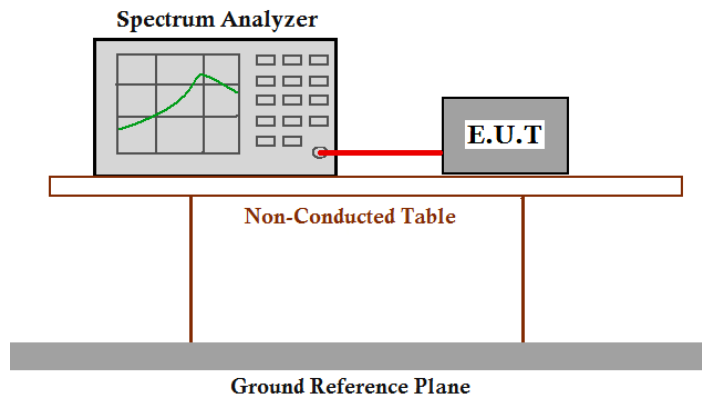 Spectrum Analyzer
E.U.T
Non-Conducted Table
Ground Reference Plane